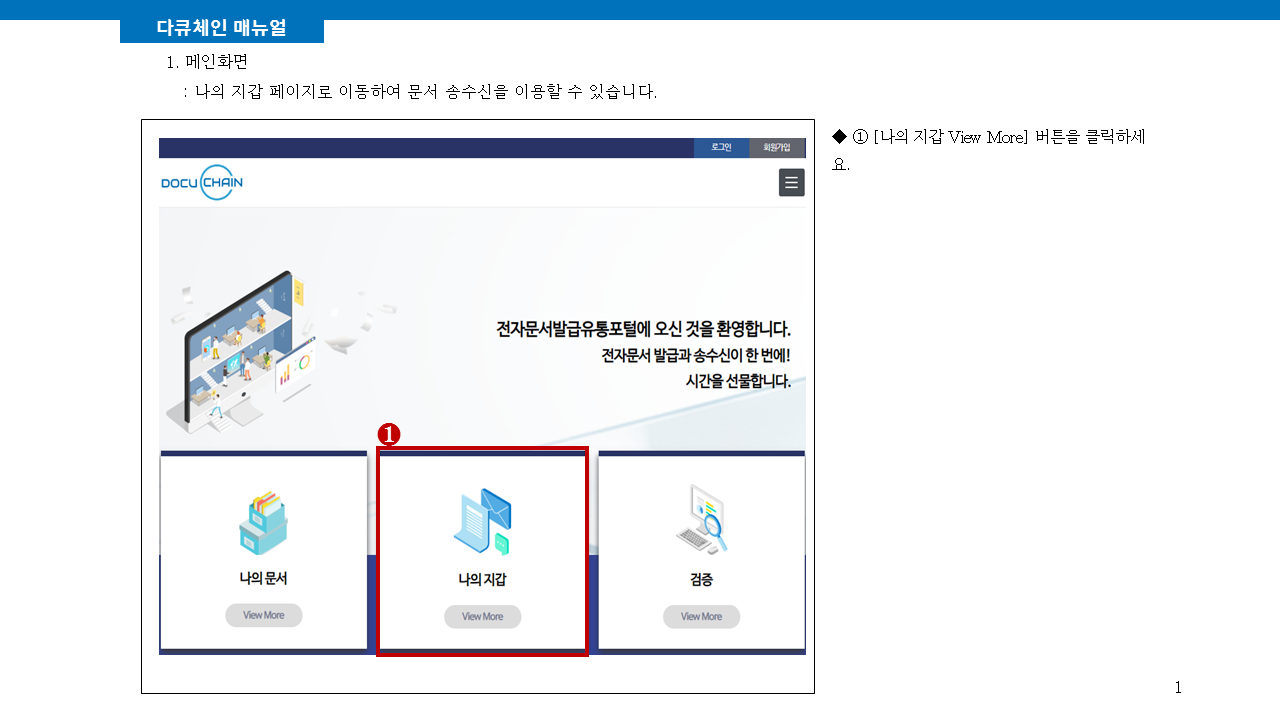 다큐체인 매뉴얼
1. 메인화면
: 나의 지갑 페이지로 이동하여 문서 송수신을 이용할 수 있습니다.
로그인 회원가입
DOCU CHAIN
전자문서발급유통포털에 오신 것을 환영합니다.
전자문서 발급과 송수신이 한 번에!
시간을 선물합니다.
❶
나의 문서
View More
나의 지갑
View More
검증
View More
◆ ① [나의 지갑 View More] 버튼을 클릭하세
요.
1